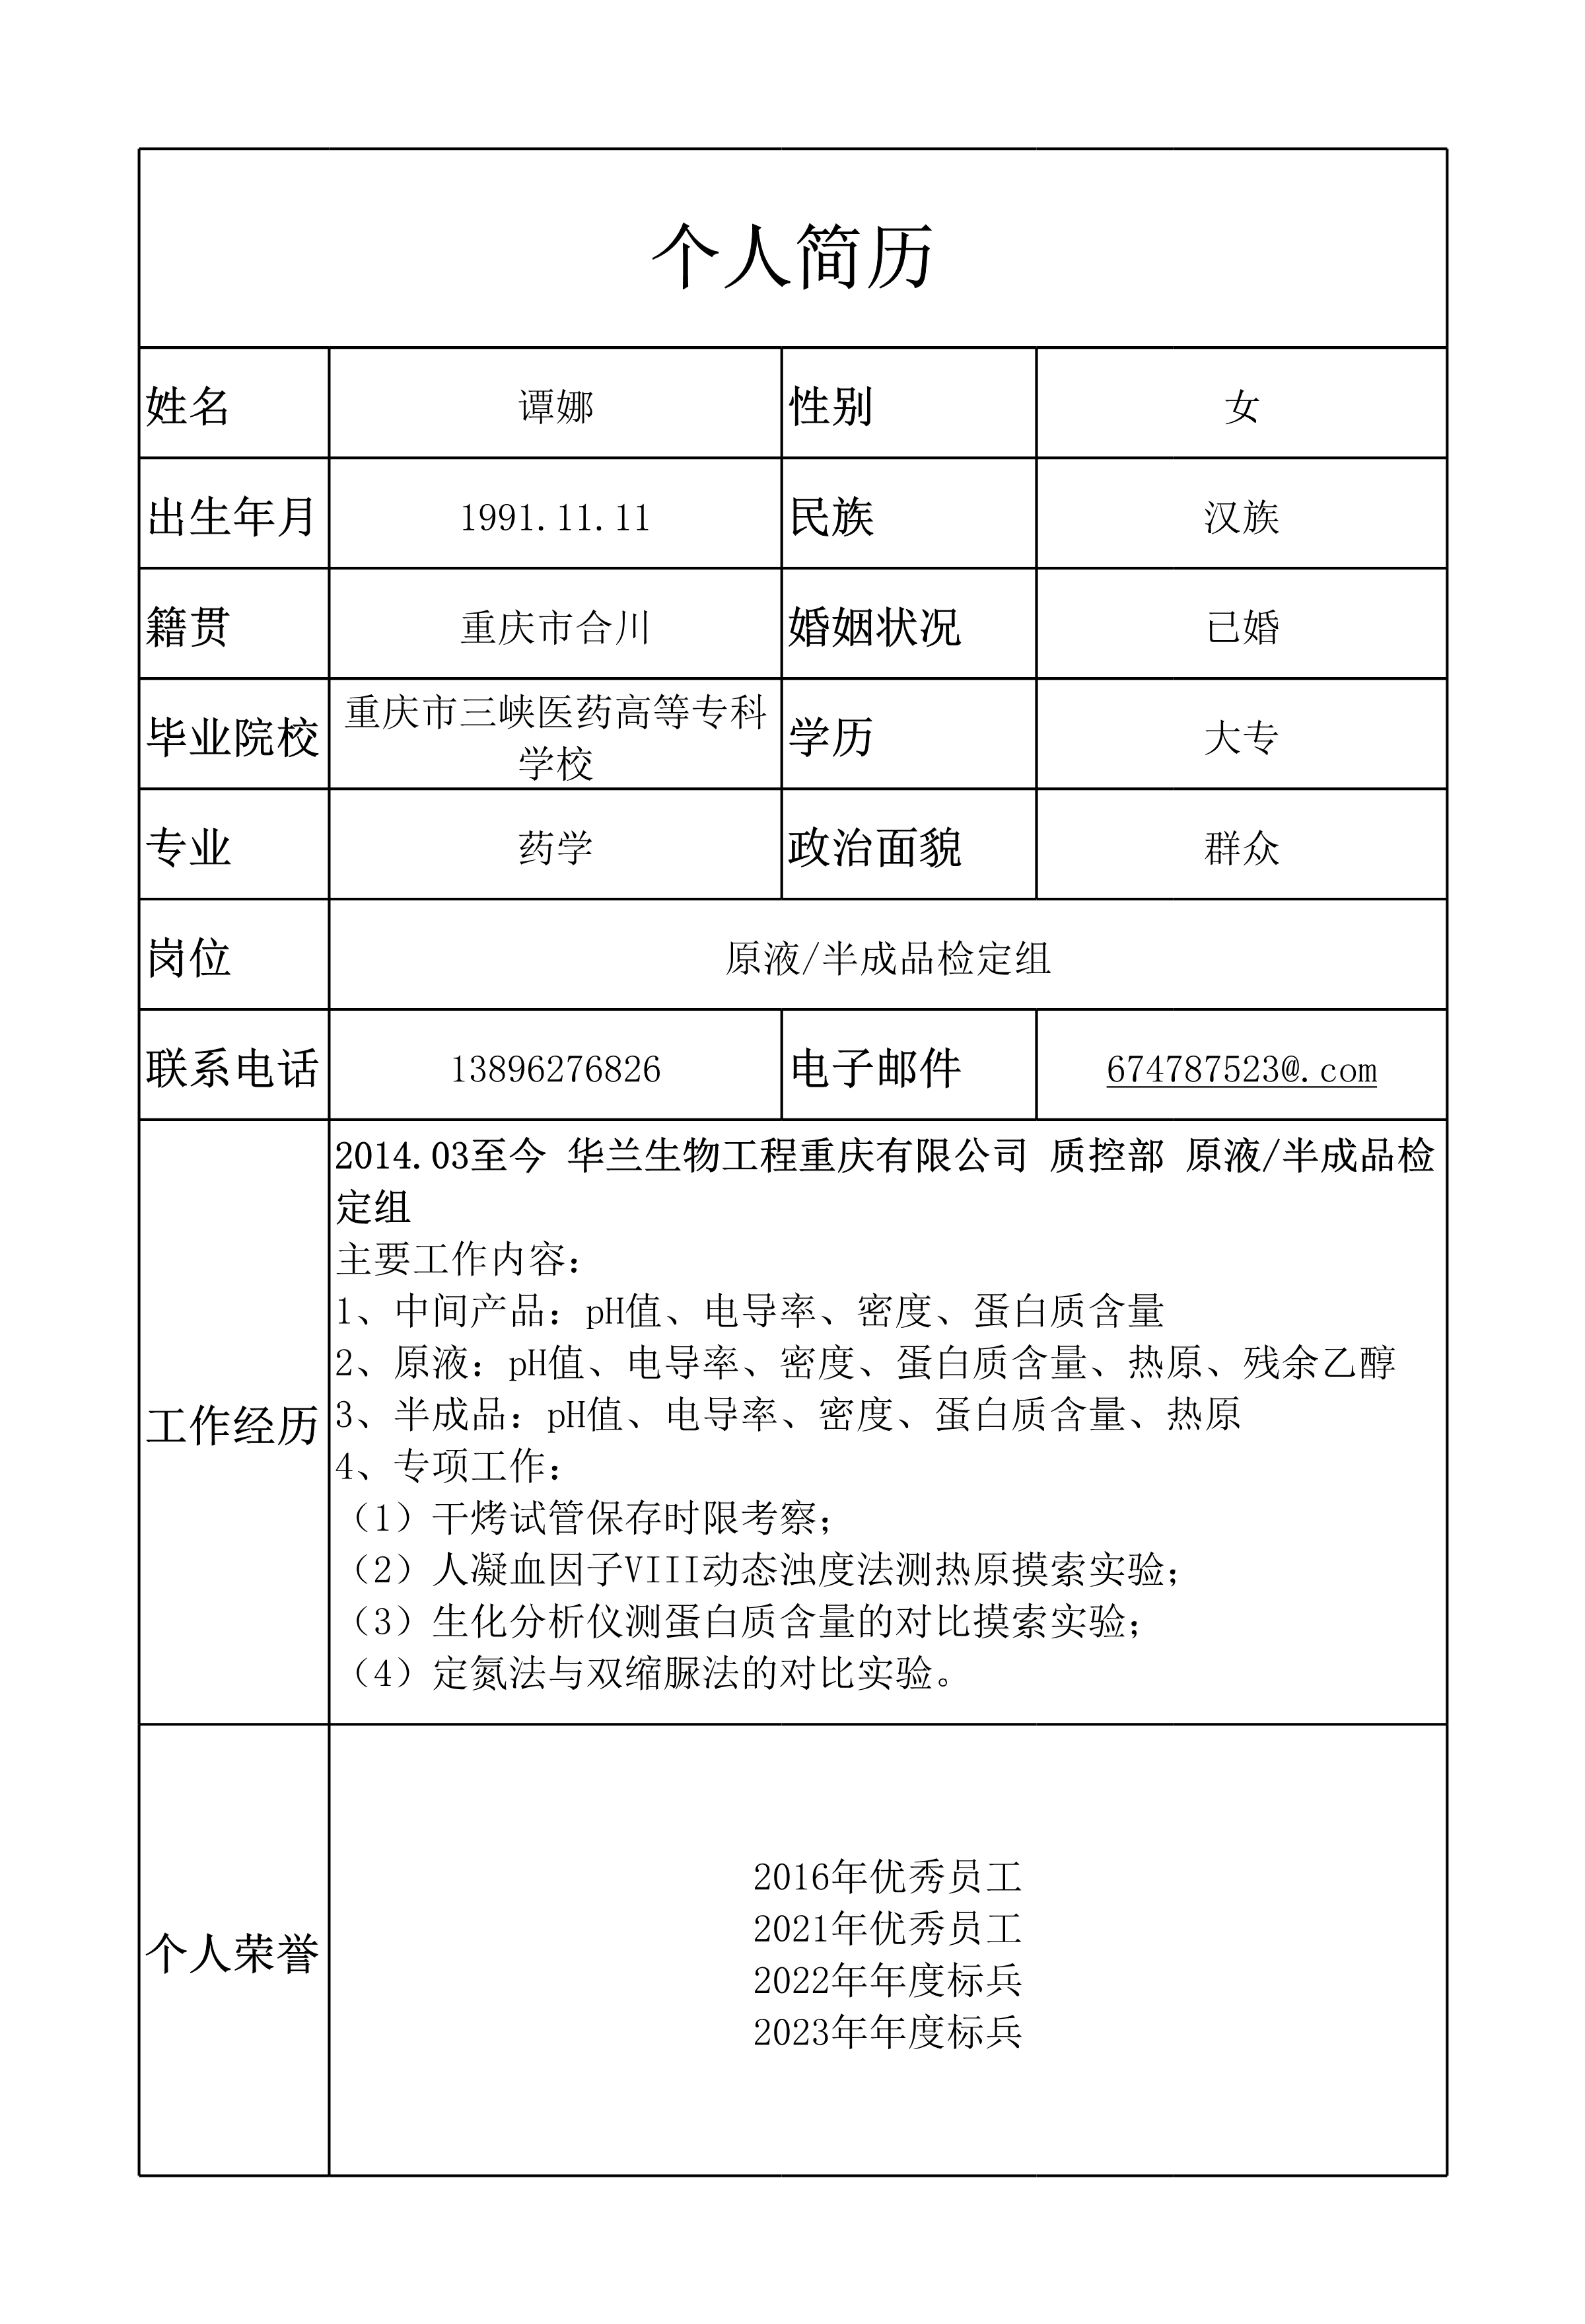 个人简历
姓名 谭娜 性别 女
出生年月 1991.11.11 民族 汉族
籍贯 重庆市合川 婚姻状况 已婚
毕业院校 重庆市三峡医药高等专科 学历 大专
学校
专业 药学 政治面貌 群众
岗位 原液/半成品检定组
联系电话 13896276826 电子邮件 674787523@.com
2014.03至今 华兰生物工程重庆有限公司 质控部 原液/半成品检
定组
主要工作内容：
1、中间产品：pH值、电导率、密度、蛋白质含量
2、原液：pH值、电导率、密度、蛋白质含量、热原、残余乙醇
3、半成品：pH值、电导率、密度、蛋白质含量、热原
工作经历
4、专项工作：
（1）干烤试管保存时限考察；
（2）人凝血因子VIII动态浊度法测热原摸索实验；
（3）生化分析仪测蛋白质含量的对比摸索实验；
（4）定氮法与双缩脲法的对比实验。
个人荣誉
2016年优秀员工
2021年优秀员工
2022年年度标兵
2023年年度标兵